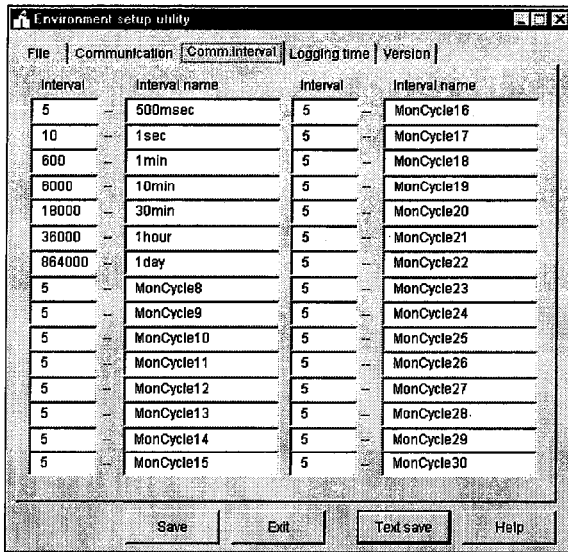 Environment setup utility
File Communication Comm.Interval Logging time Version
Interval Interval name Interval Interval name
5 – 500msec 5 – MonCycle16
10 – 1sec 5 – MonCycle17
600 – 1min 5 – MonCycle18
6000 – 10min 5 – MonCycle19
18000 – 30min 5 – MonCycle20
36000 – 1hour 5 – MonCycle21
864000 – 1day 5 – MonCycle22
5 – MonCycle8 5 – MonCycle23
5 – MonCycle9 5 – MonCycle24
5 – MonCycle10 5 – MonCycle25
5 – MonCycle11 5 – MonCycle26
5 – MonCycle12 5 – MonCycle27
5 – MonCycle13 5 – MonCycle28
5 – MonCycle14 5 – MonCycle29
5 – MonCycle15 5 – MonCycle30
Save Exit Text save Help